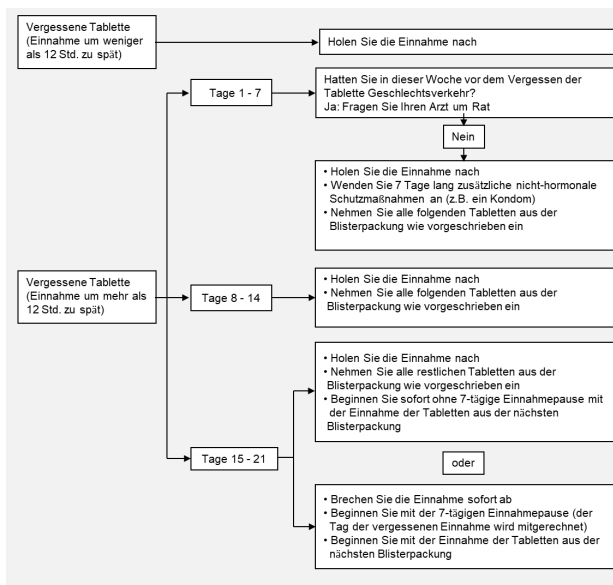 Vergessene Tablette
(Einnahme um weniger
als 12 Std. zu spät)
Holen Sie die Einnahme nach
Tage 1 - 7
Hatten Sie in dieser Woche vor dem Vergessen der
Tablette Geschlechtsverkehr?
Ja: Fragen Sie Ihren Arzt um Rat
Nein
• Holen Sie die Einnahme nach
• Wenden Sie 7 Tage lang zusätzliche nicht-hormonale
Schutzmaßnahmen an (z.B. ein Kondom)
• Nehmen Sie alle folgenden Tabletten aus der
Blisterpackung wie vorgeschrieben ein
Vergessene Tablette
(Einnahme um mehr als
12 Std. zu spät)
Tage 8 - 14
• Holen Sie die Einnahme nach
• Nehmen Sie alle folgenden Tabletten aus der
Blisterpackung wie vorgeschrieben ein
Tage 15 - 21
• Holen Sie die Einnahme nach
• Nehmen Sie alle restlichen Tabletten aus der
Blisterpackung wie vorgeschrieben ein
• Beginnen Sie sofort ohne 7-tägige Einnahmepause mit
der Einnahme der Tabletten aus der nächsten
Blisterpackung
oder
• Brechen Sie die Einnahme sofort ab
• Beginnen Sie mit der 7-tägigen Einnahmepause (der
Tag der vergessenen Einnahme wird mitgerechnet)
• Beginnen Sie mit der Einnahme der Tabletten aus der
nächsten Blisterpackung